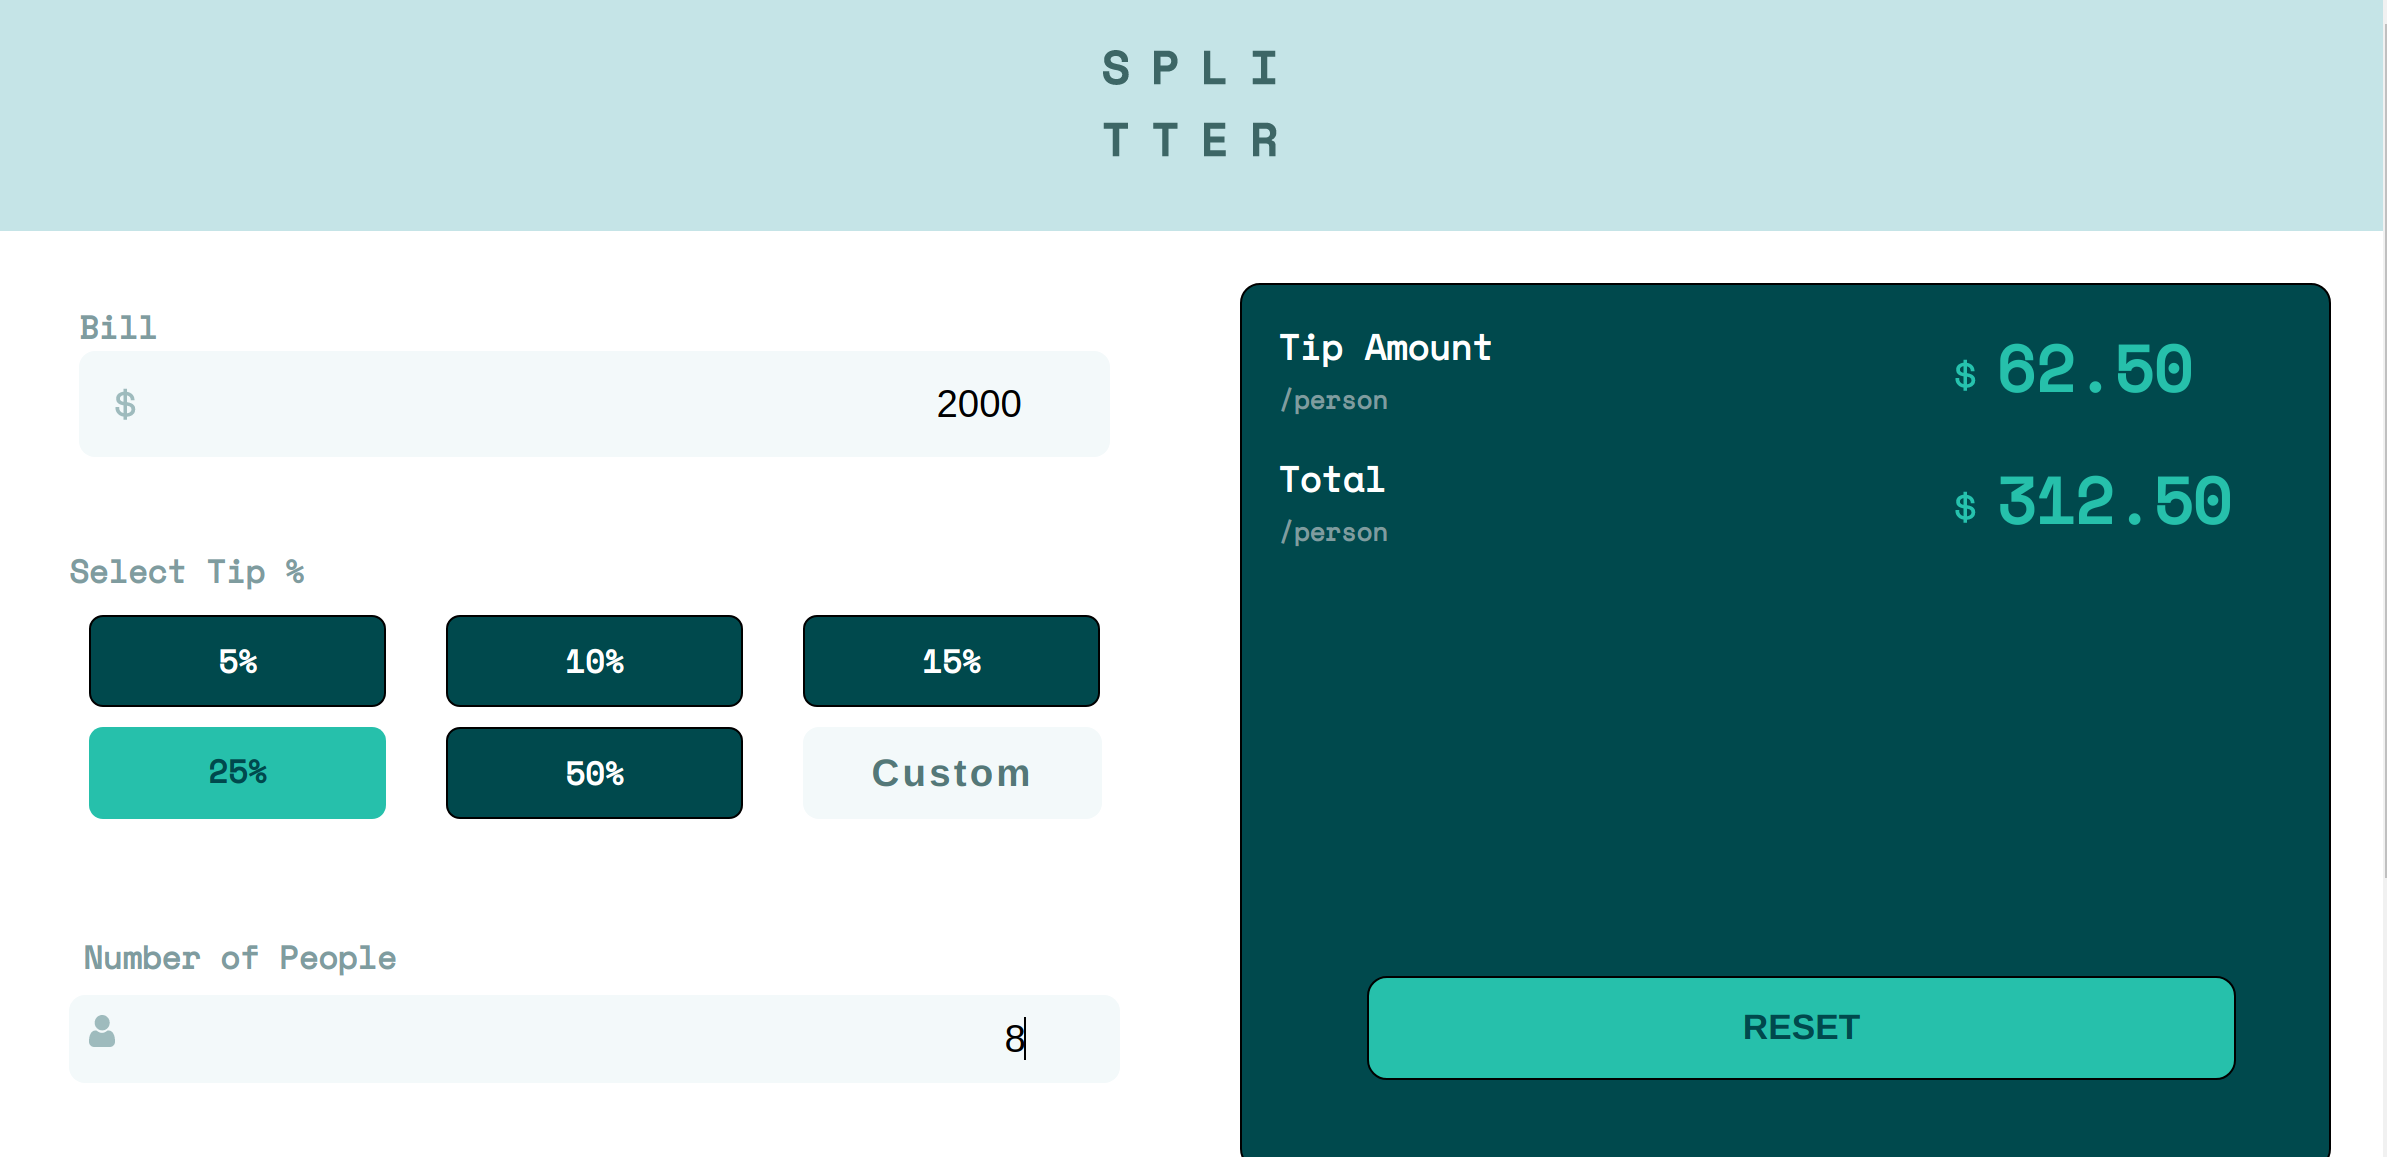 S P L I
T T E R
Bill
$ 2000
Select Tip %
5% 10% 15%
25% 50% Custom
Number of People
8
Tip Amount
/person
$ 62.50
Total
/person
$ 312.50
RESET